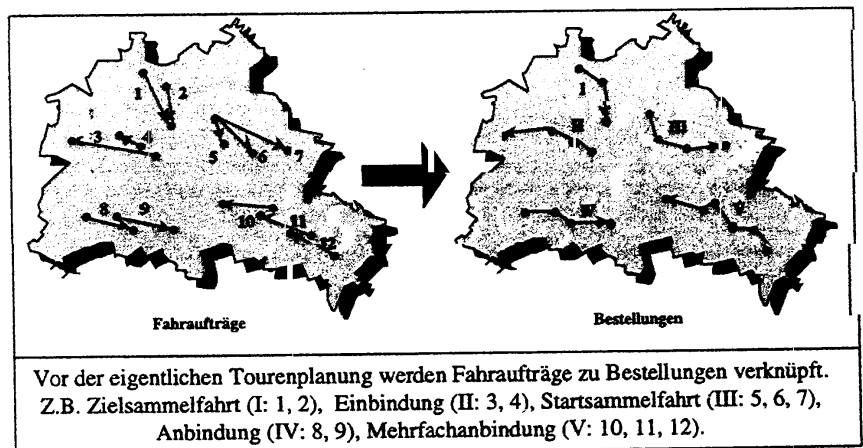 1 2
3 4
5 6 7
8 9
10 11
12
Fahraufträge
I
II III
IV V
Bestellungen
Vor der eigentlichen Tourenplanung werden Fahraufträge zu Bestellungen verknüpft.
Z.B. Zielsammelfahrt (I: 1, 2), Einbindung (II: 3, 4), Startsammelfahrt (III: 5, 6, 7),
Anbindung (IV: 8, 9), Mehrfachanbindung (V: 10, 11, 12).